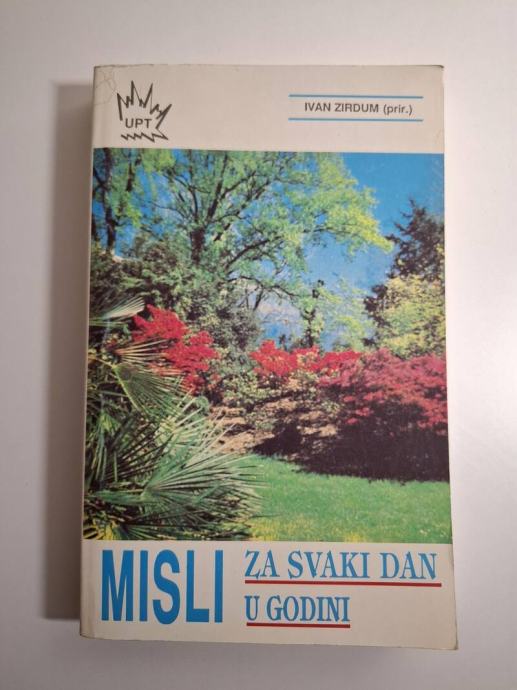 UPT
IVAN ZIRDUM (prir.)
MISLI ZA SVAKI DAN
U GODINI